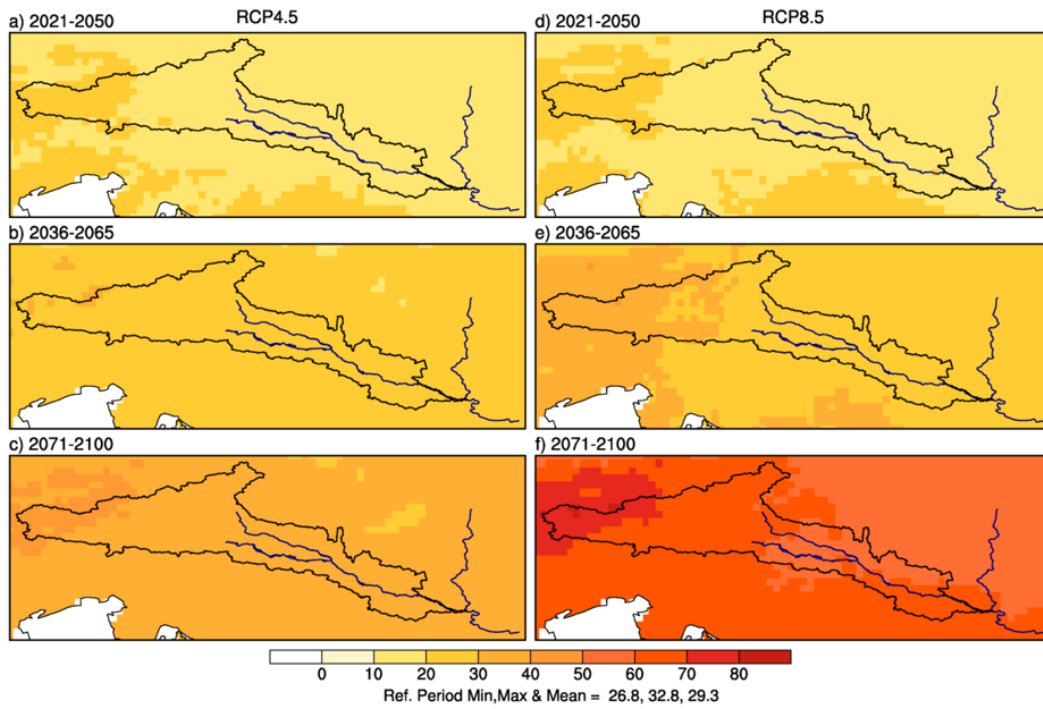 RCP4.5
RCP8.5
a) 2021-2050
d) 2021-2050
b) 2036-2065
e) 2036-2065
c) 2071-2100
f) 2071-2100
0 10 20 30 40 50 60 70 80
Ref. Period Min,Max & Mean = 26.8, 32.8, 29.3